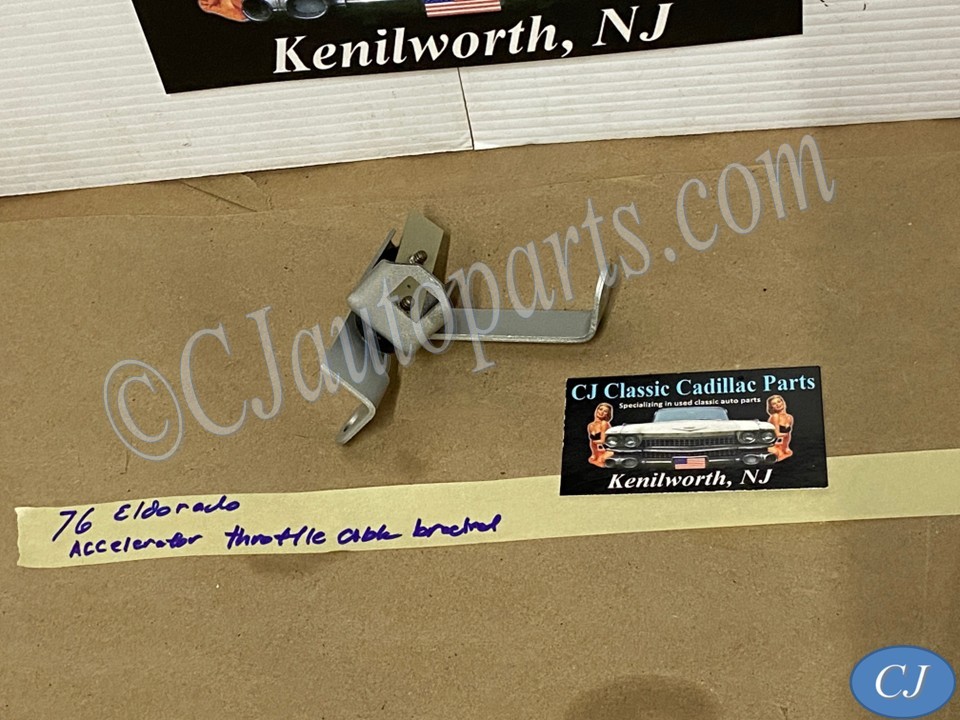 Kenilworth, NJ
©CJautoparts.com
CJ Classic Cadillac Parts
Specializing in used classic auto parts
Kenilworth, NJ
76 Eldorado
Accelerator throttle cable bracket
CJ